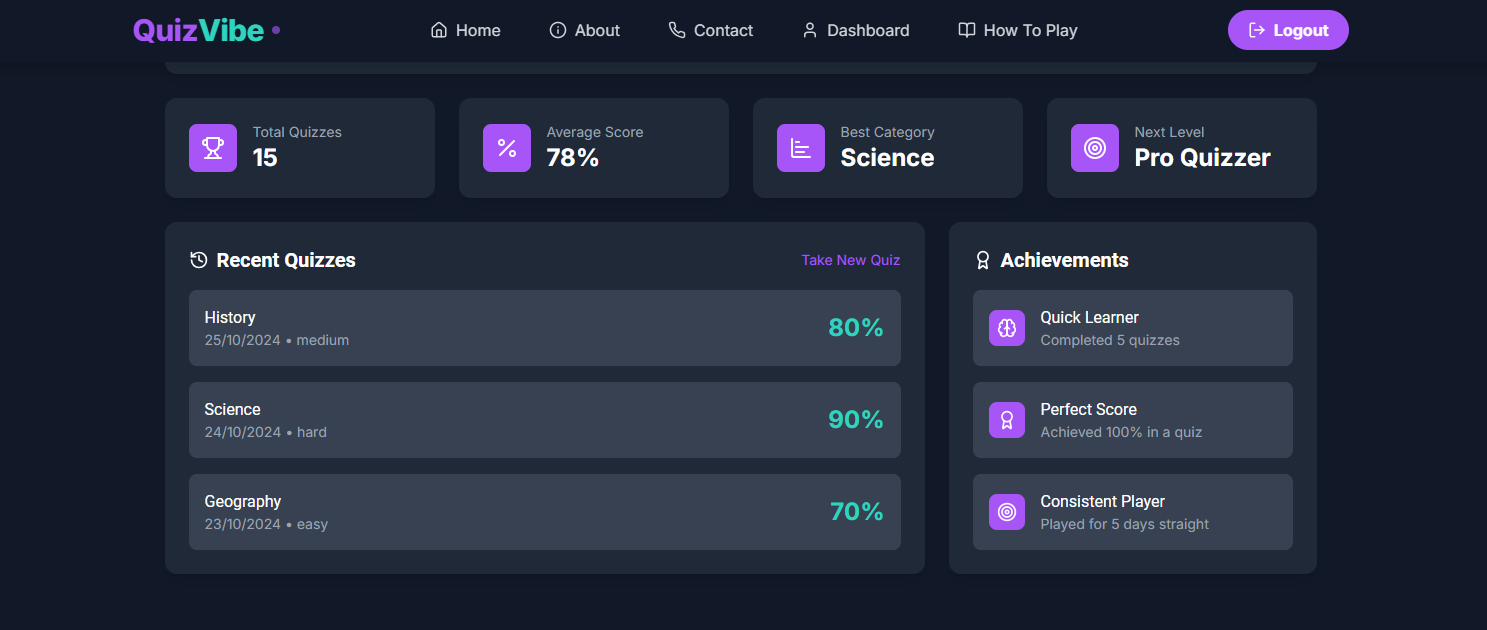 QuizVibe
Home
About
Contact
Dashboard
How To Play
Logout
Total Quizzes
15
Average Score
78%
Best Category
Science
Next Level
Pro Quizzer
Recent Quizzes
Take New Quiz
History
25/10/2024 • medium
80%
Science
24/10/2024 • hard
90%
Geography
23/10/2024 • easy
70%
Achievements
Quick Learner
Completed 5 quizzes
Perfect Score
Achieved 100% in a quiz
Consistent Player
Played for 5 days straight